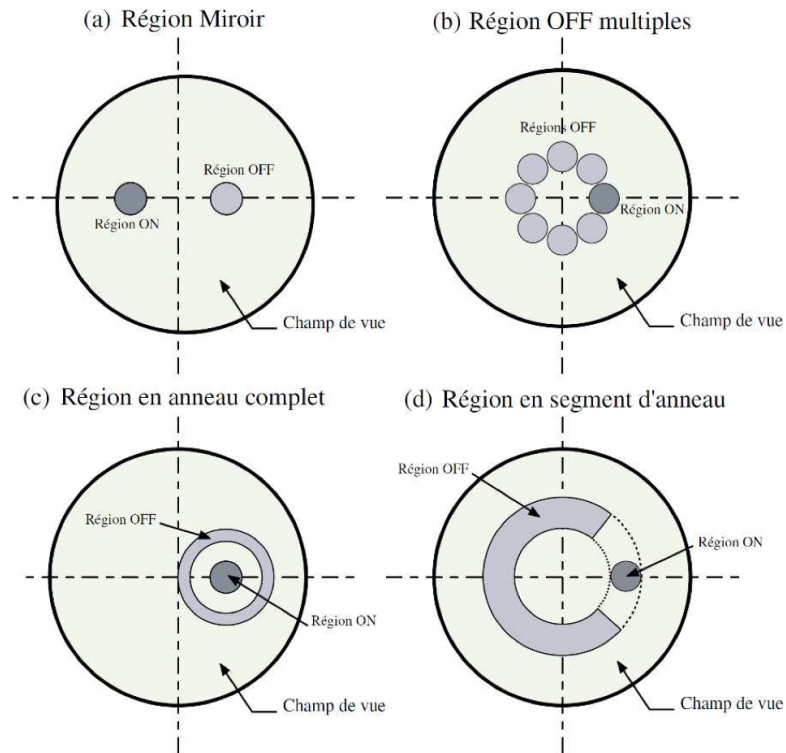 (a) Région Miroir
Région OFF
Région ON
Champ de vue
(b) Région OFF multiples
Régions OFF
Région ON
Champ de vue
(c) Région en anneau complet
Région OFF
Région ON
Champ de vue
(d) Région en segment d'anneau
Région OFF
Région ON
Champ de vue